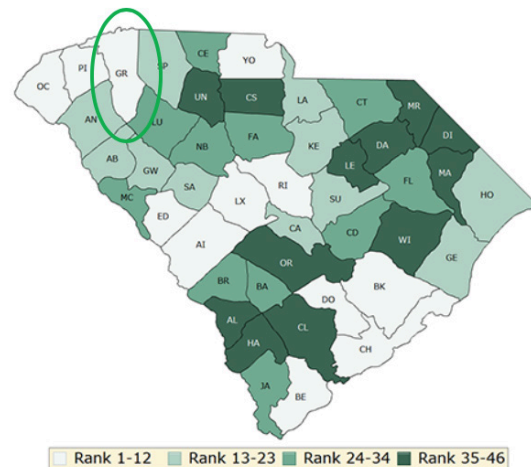 CE YO
PI GR SP
OC UN CS LA CT MR
AN LU DI
FA KE DA
AB NB LE MA
GW FL
MC SA RI SU HO
ED LX
CA CD WI
AI GE
OR
BR BA BK
DO
AL CL
HA CH
JA BE
Rank 1-12 Rank 13-23 Rank 24-34 Rank 35-46